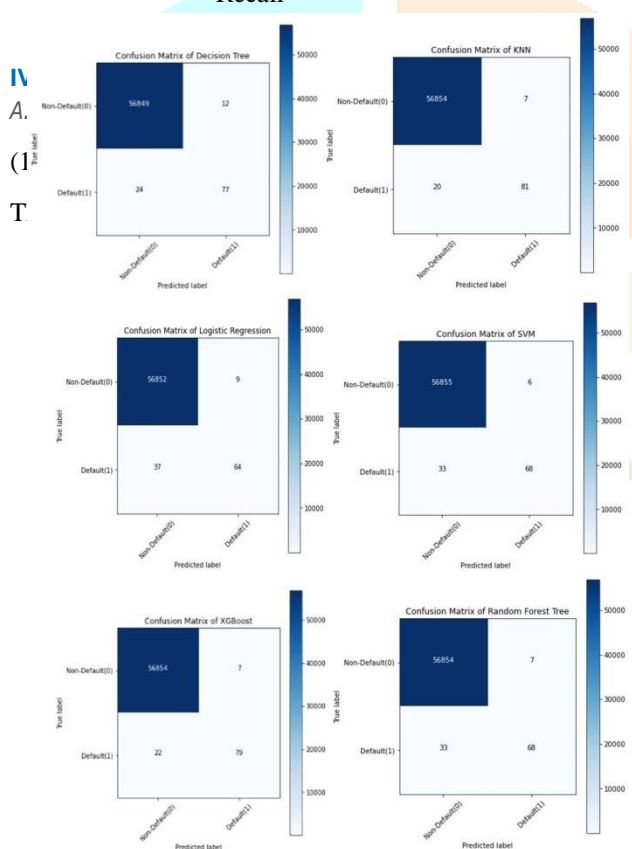 Recall
IV
A.
(1
T
Confusion Matrix of Decision Tree
Non-Default(0)
Default(1)
True label
56849
12
24
77
Non-Default(0)
Default(1)
Predicted label
50000
40000
30000
20000
10000
Confusion Matrix of KNN
Non-Default(0)
Default(1)
True label
56854
7
20
81
Non-Default(0)
Default(1)
Predicted label
50000
40000
30000
20000
10000
Confusion Matrix of Logistic Regression
Non-Default(0)
Default(1)
True label
56852
9
37
64
Non-Default(0)
Default(1)
Predicted label
50000
40000
30000
20000
10000
Confusion Matrix of SVM
Non-Default(0)
Default(1)
True label
56855
6
33
68
Non-Default(0)
Default(1)
Predicted label
50000
40000
30000
20000
10000
Confusion Matrix of XGBoost
Non-Default(0)
Default(1)
True label
56854
7
22
79
Non-Default(0)
Default(1)
Predicted label
50000
40000
30000
20000
10000
Confusion Matrix of Random Forest Tree
Non-Default(0)
Default(1)
True label
56854
7
33
68
Non-Default(0)
Default(1)
Predicted label
50000
40000
30000
20000
10000